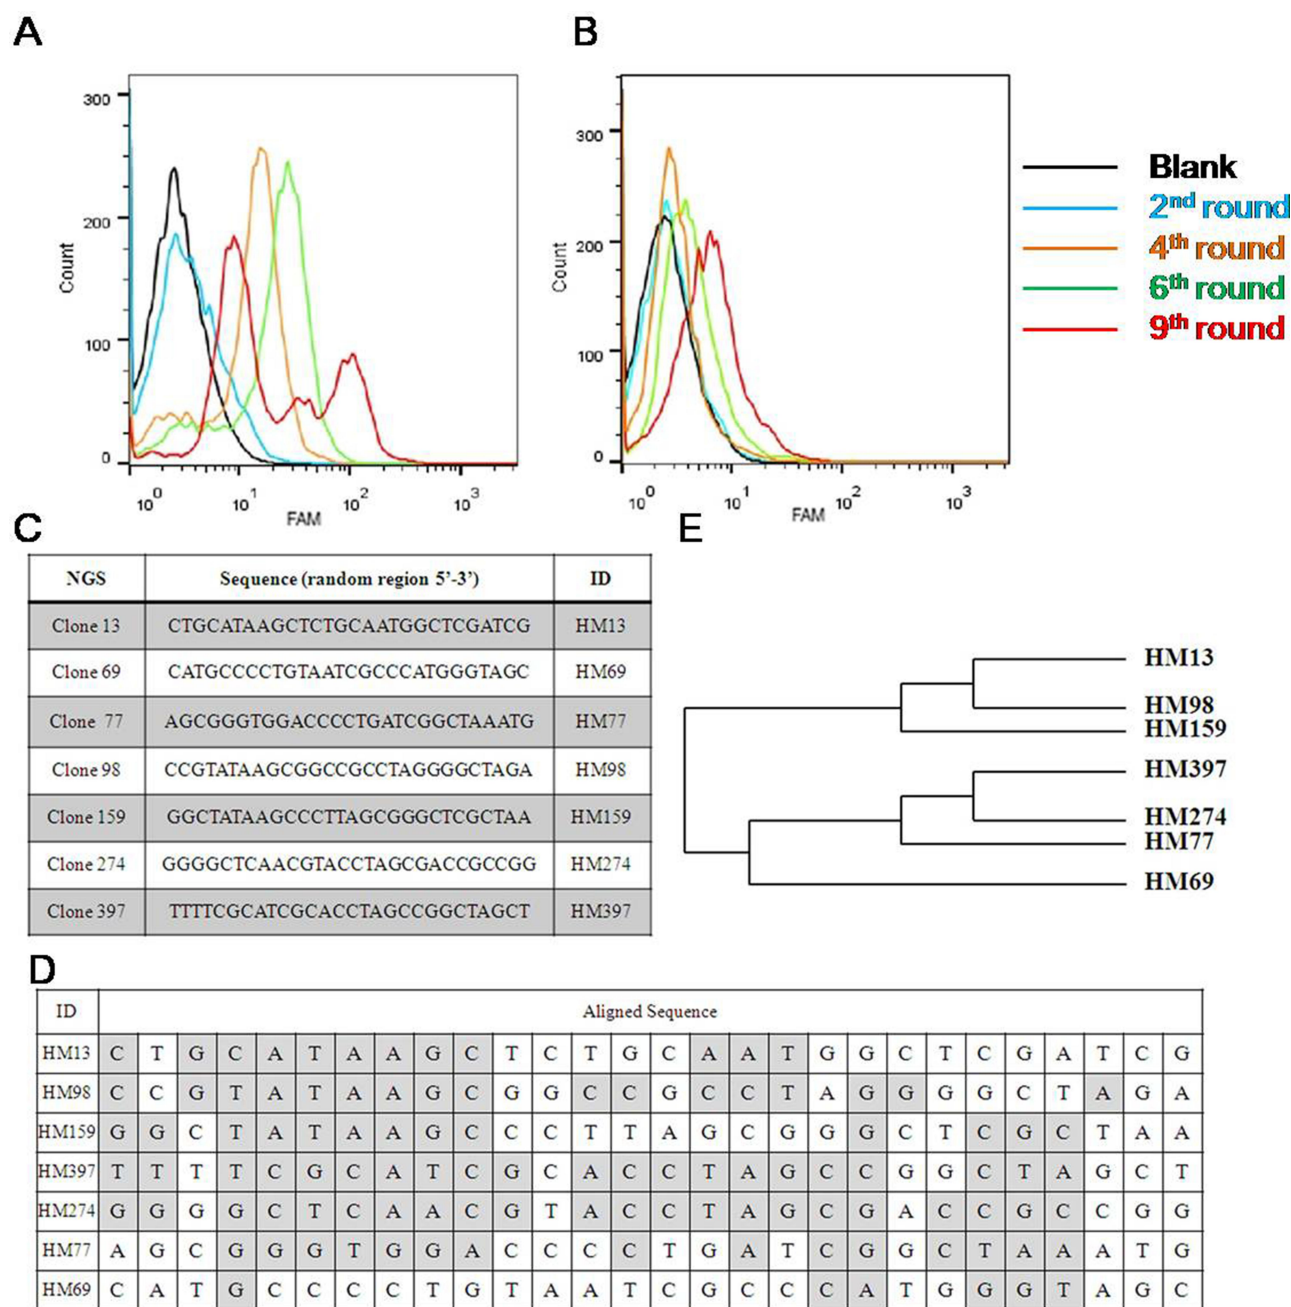 A
B
300
200
100
0
Count
10^0 10^1 10^2 10^3
FAM
300
200
100
0
Count
10^0 10^1 10^2 10^3
FAM
Blank
2nd round
4th round
6th round
9th round
C
NGS Sequence (random region 5'-3') ID
Clone 13 CTGCATAAGCTCTGCAATGGCTCGATCG HM13
Clone 69 CATGCCCCTGTAATCGCCCATGGGTAGC HM69
Clone 77 AGCGGGTGGACCCCTGATCGGCTAAATG HM77
Clone 98 CCGTATAAGCGGCCGCCTAGGGGCTAGA HM98
Clone 159 GGCTATAAGCCCTTAGCGGGCTCGCTAA HM159
Clone 274 GGGGCTCAACGTACCTAGCGACCGCCGG HM274
Clone 397 TTTTCGCATCGCACCTAGCCGGCTAGCT HM397
E
HM13
HM98
HM159
HM397
HM274
HM77
HM69
D
ID Aligned Sequence
HM13 C T G C A T A A G C T C T G C A A T G G C T C G A T C G
HM98 C C G T A T A A G C G G C C G C C T A G G G G C T A G A
HM159 G G C T A T A A G C C C T T A G C G G G C T C G C T A A
HM397 T T T T C G C A T C G C A C C T A G C C G G C T A G C T
HM274 G G G G C T C A A C G T A C C T A G C G A C C G C C G G
HM77 A G C G G G T G G A C C C C T G A T C G G C T A A A T G
HM69 C A T G C C C C T G T A A T C G C C C A T G G G T A G C